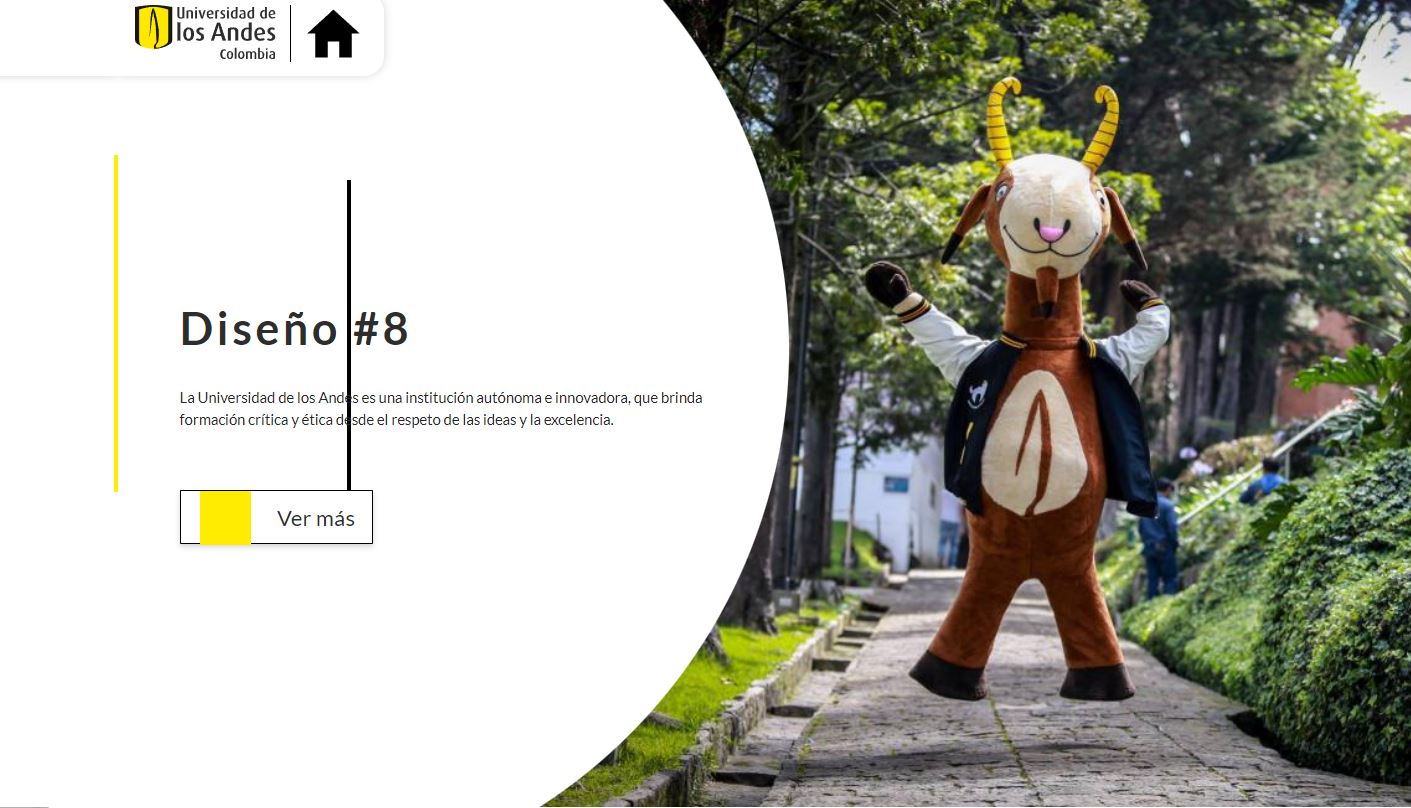 Universidad de
los Andes
Colombia
Diseño #8
La Universidad de los Andes es una institución autónoma e innovadora, que brinda
formación crítica y ética desde el respeto de las ideas y la excelencia.
Ver más